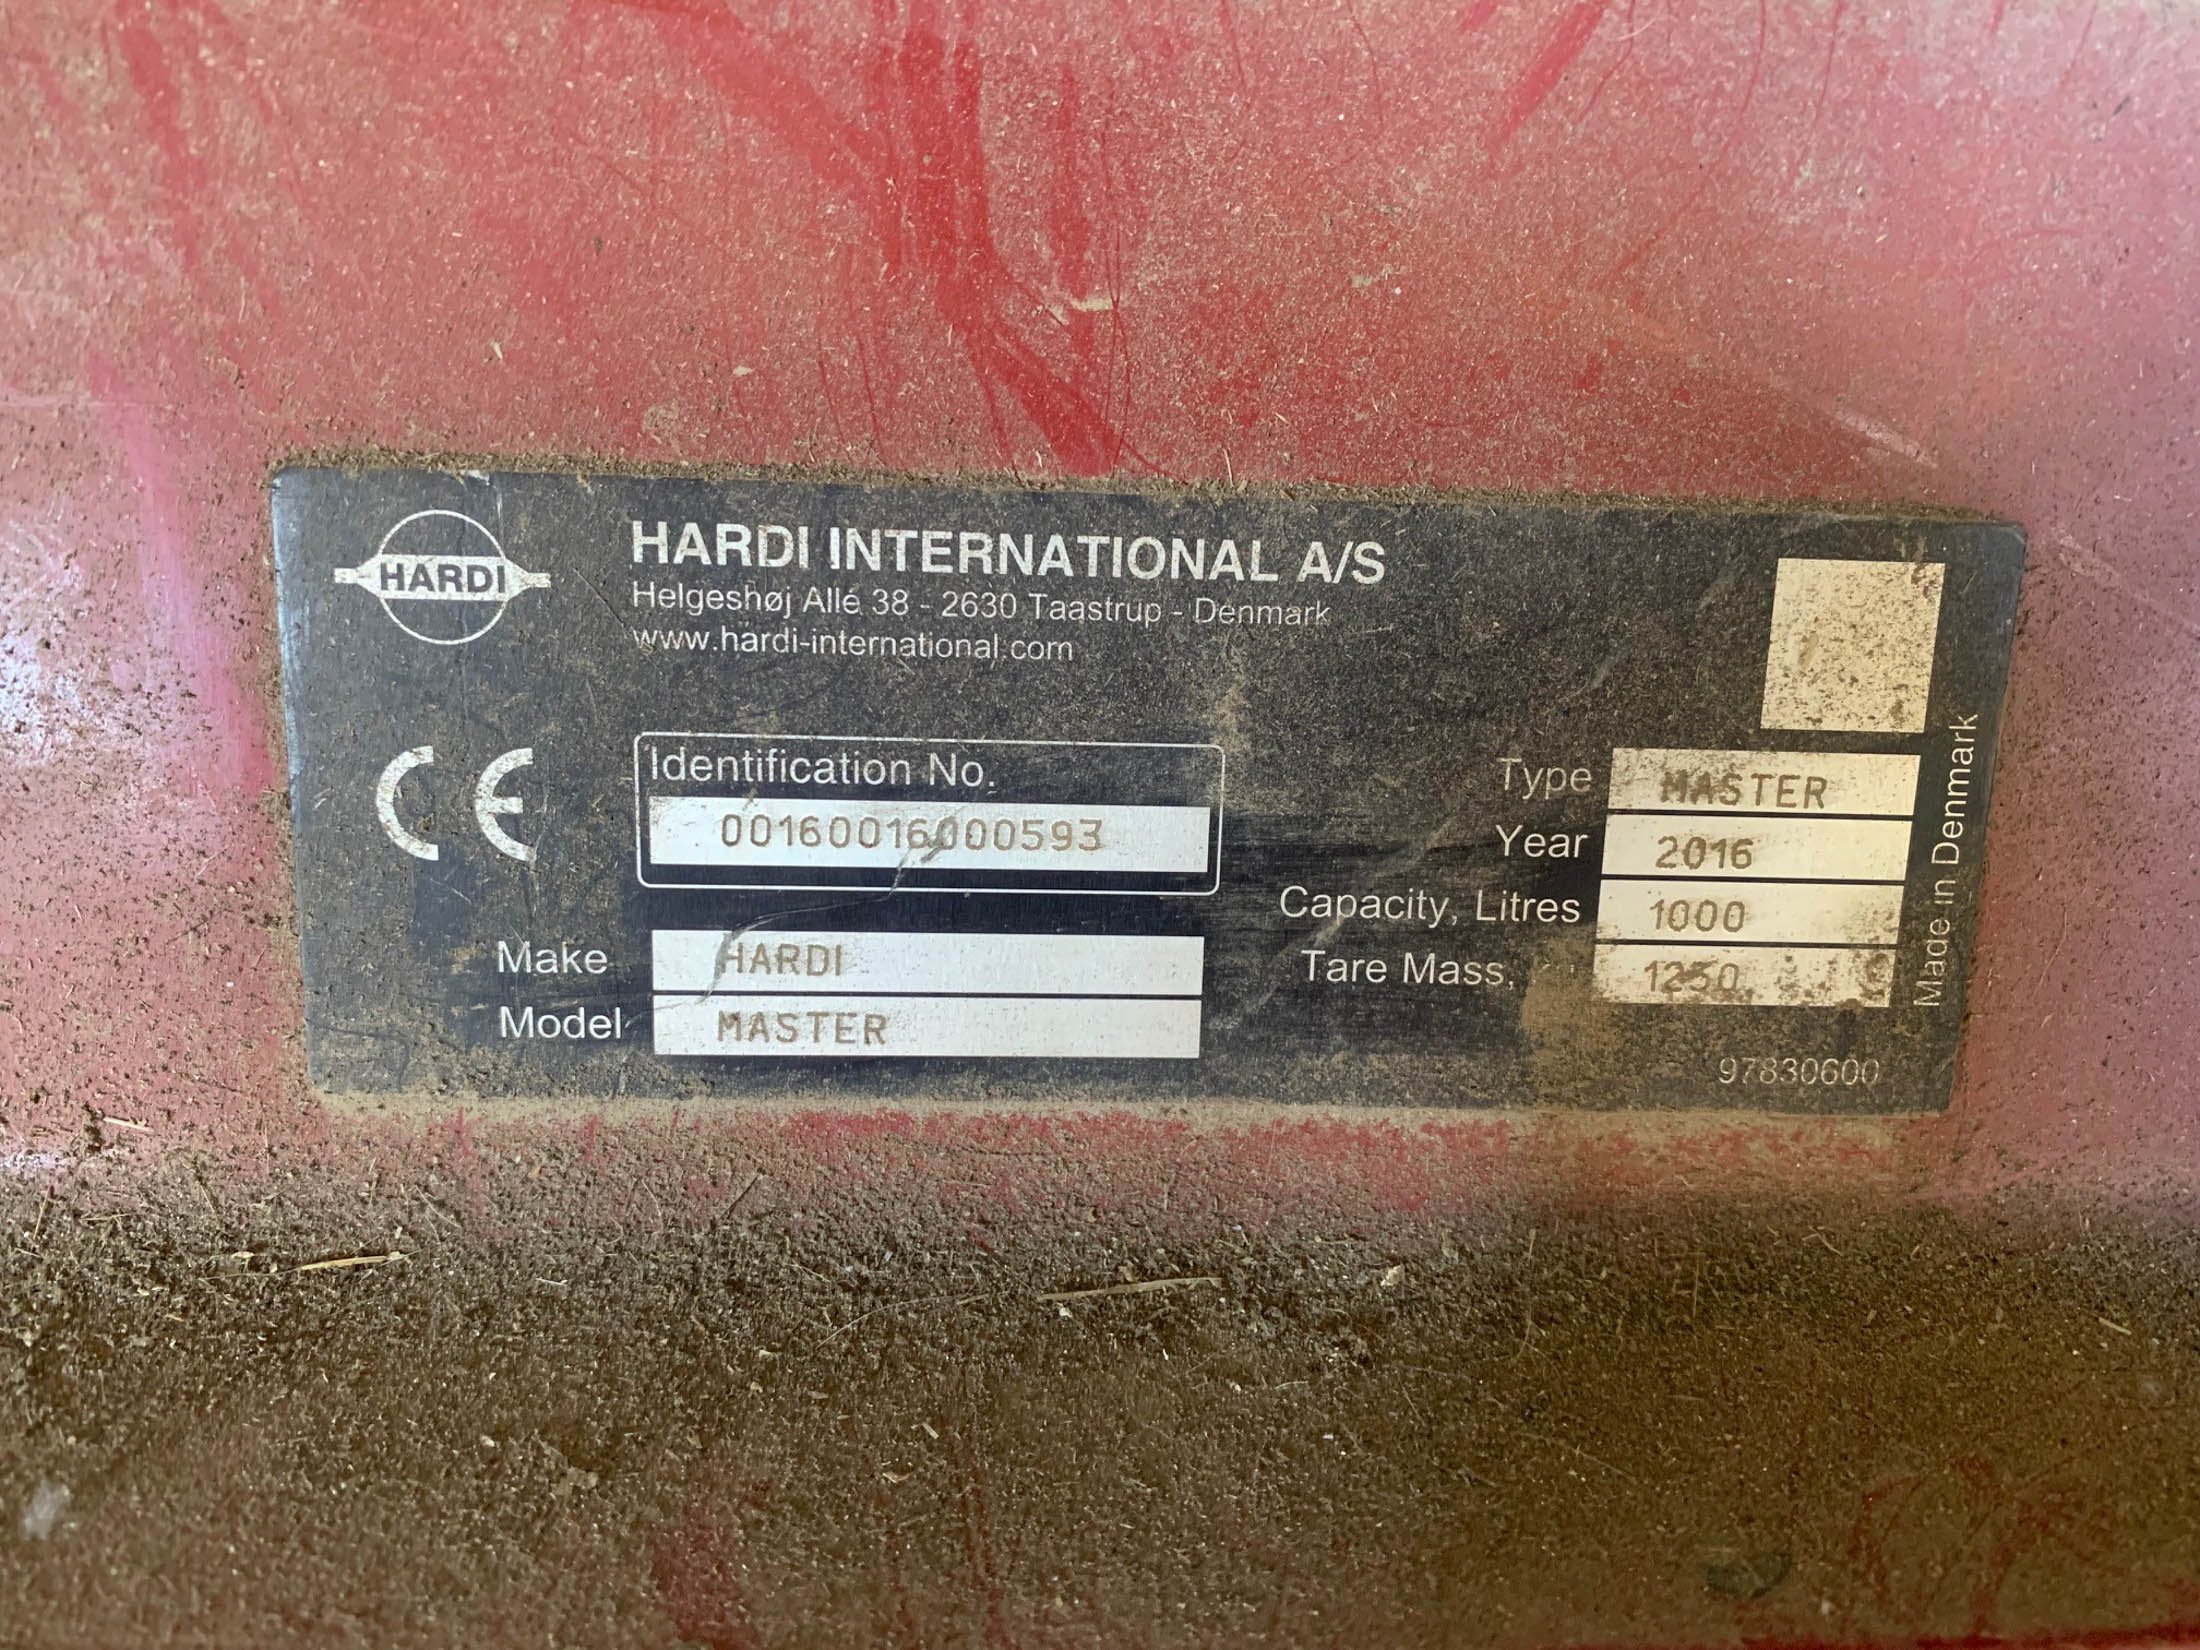 HARDI
HARDI INTERNATIONAL A/S
Helgeshøj Allé 38 - 2630 Taastrup - Denmark
www.hardi-international.com
CE
Identification No.
00160016000593
Make HARDI
Model MASTER
Type MASTER
Year 2016
Capacity, Litres 1000
Tare Mass, 1250
97830600
Made in Denmark